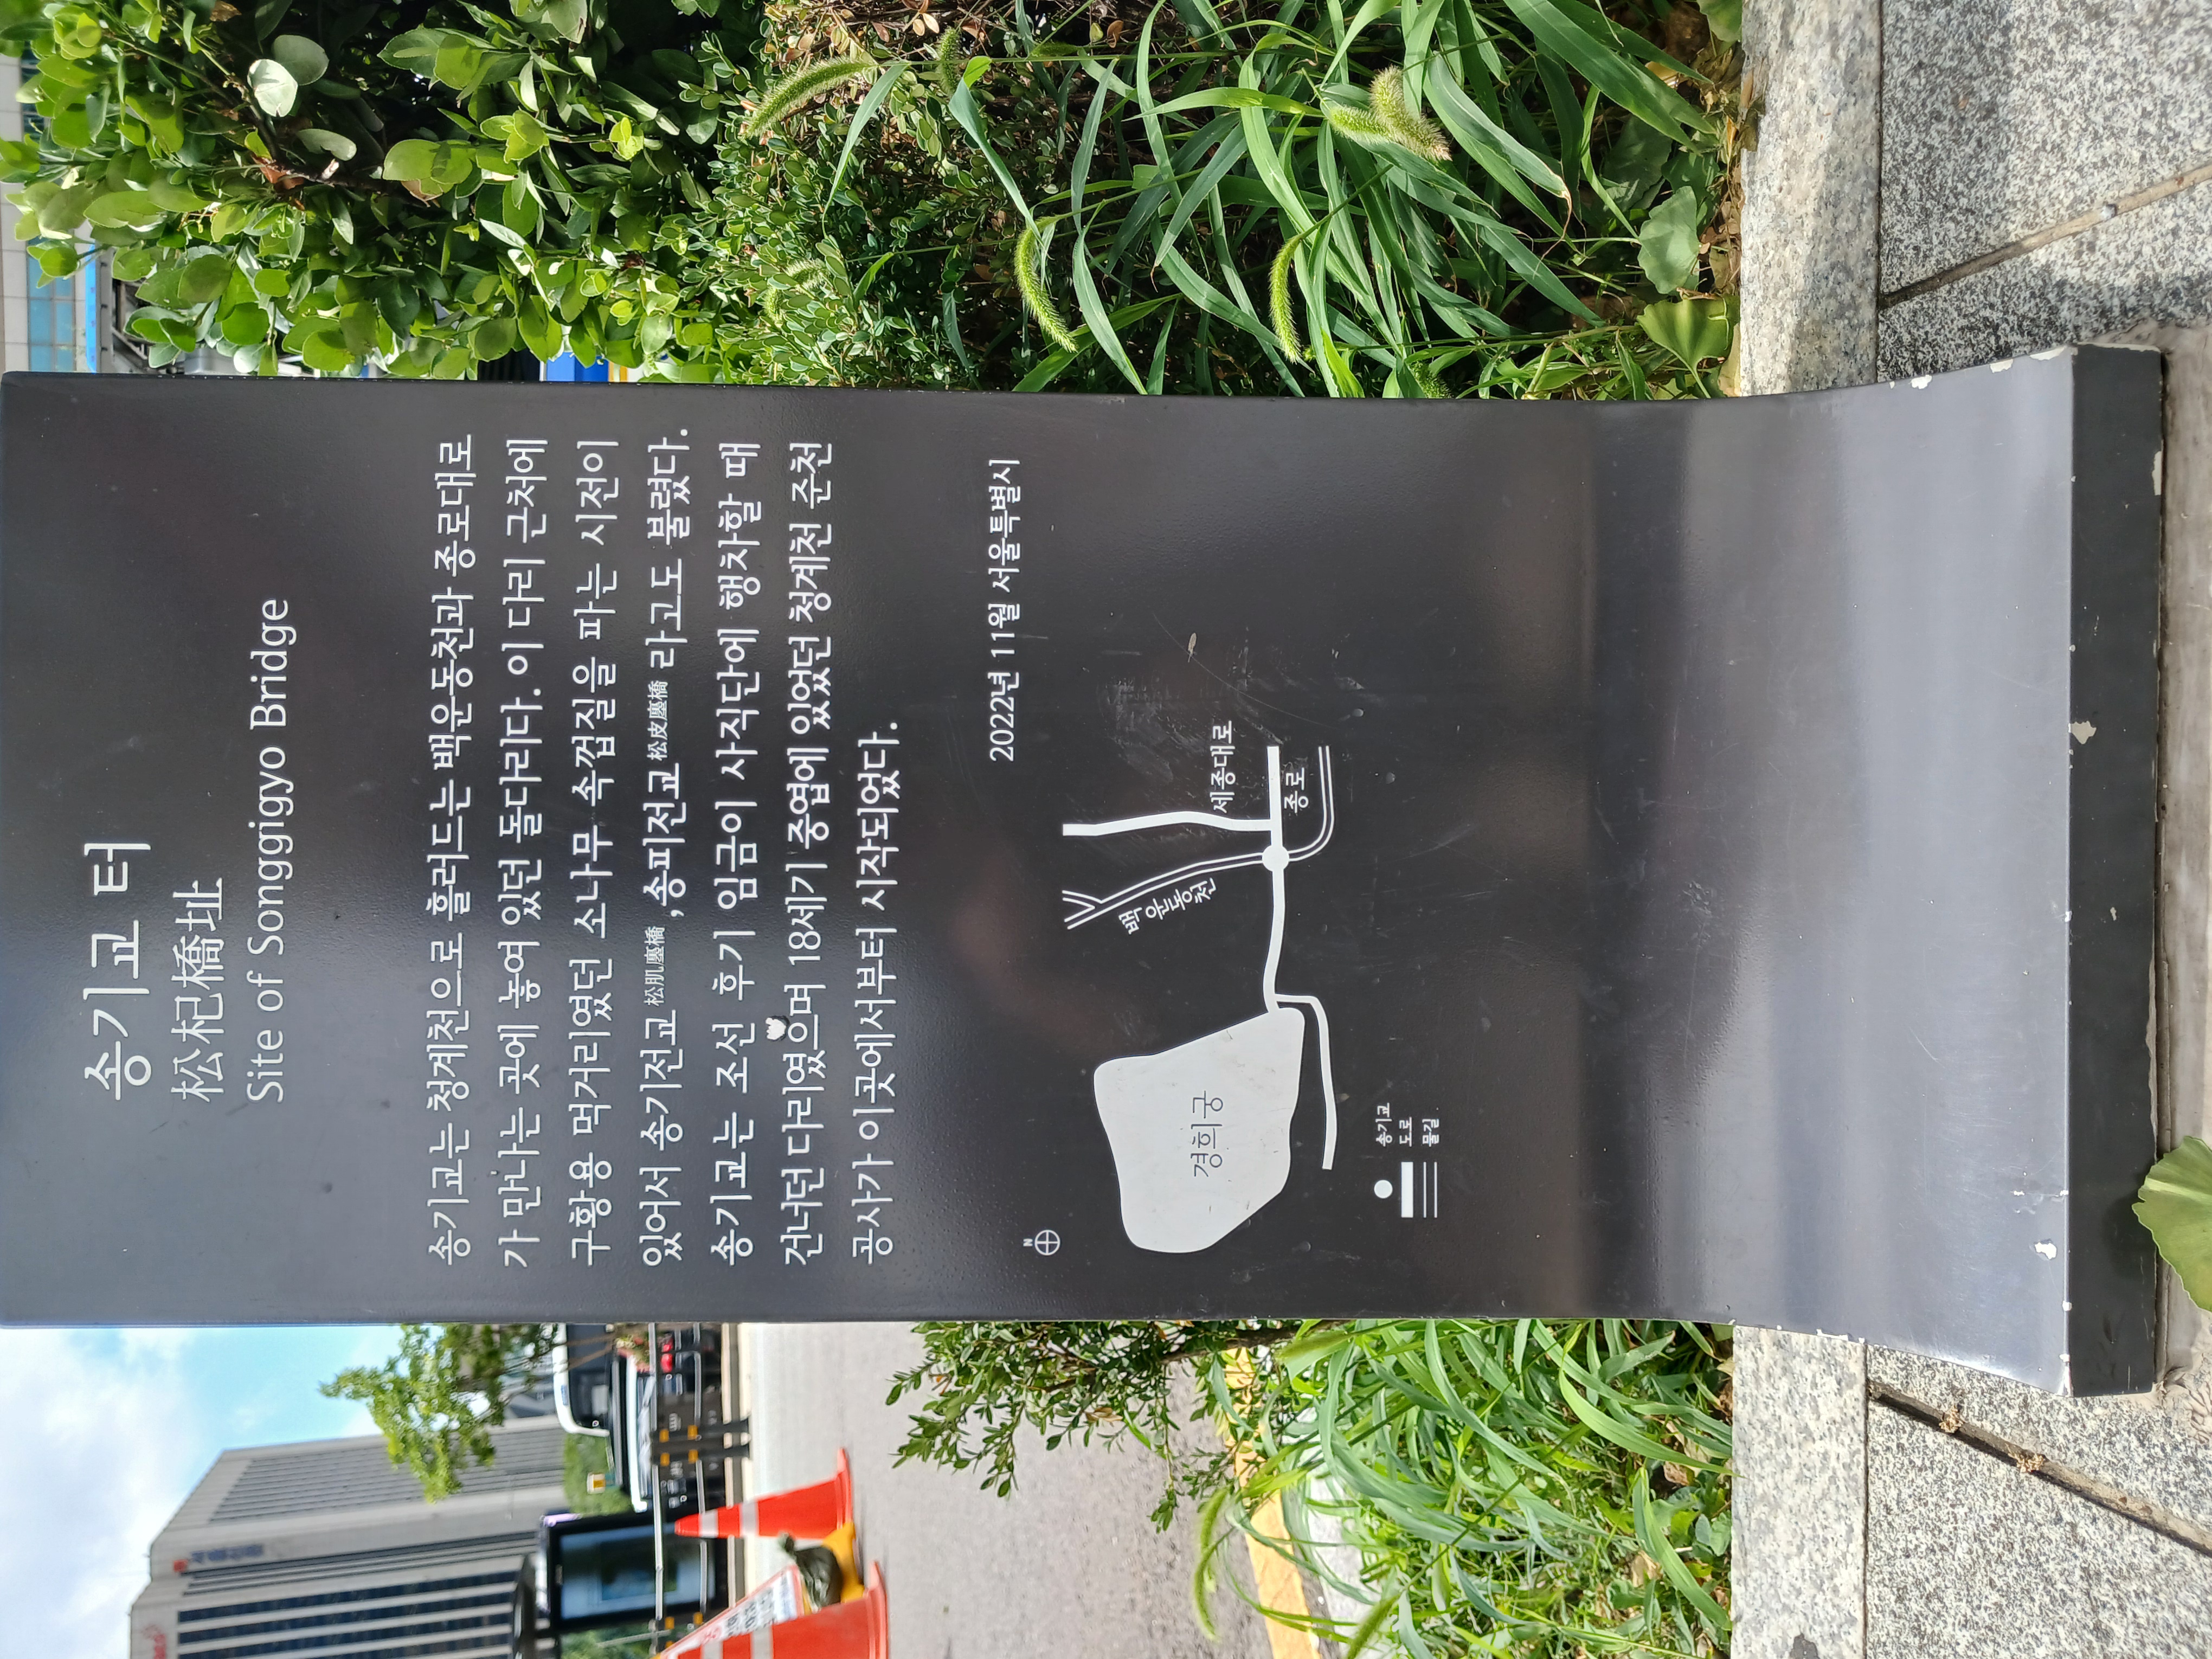 송기교 터
松杞橋址
Site of Songgigyo Bridge
송기교는 청계천으로 흘러드는 백운동천과 종로대로
가 만나는 곳에 놓여 있던 돌다리다. 이 다리 근처에
구황용 먹거리였던 소나무 속껍질을 파는 시전이
있어서 송기전교松肌廛橋,송피전교松皮廛橋 라고도 불렸다.
송기교는 조선 후기 임금이 사직단에 행차할 때
건너던 다리였으며 18세기 중엽에 있었던 청계천 준천
공사가 이곳에서부터 시작되었다.
2022년 11월 서울특별시
N
백운동천
세종대로
종로
경희궁
송기교
도로
물길